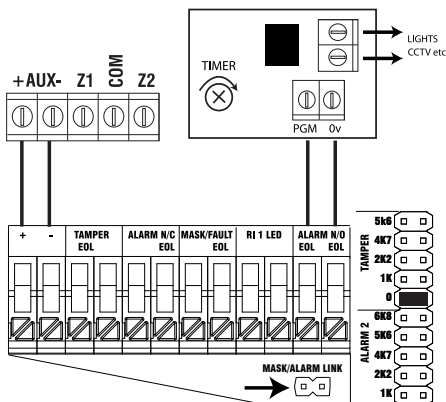 LIGHTS
CCTV etc
TIMER
PGM 0v
+AUX- Z1 COM Z2
+ -
TAMPER
EOL
ALARM N/C
EOL
MASK/FAULT
EOL
RI 1 LED
ALARM N/O
EOL EOL
TAMPER
5k6
4K7
2K2
1K
0
ALARM 2
6K8
5K6
4K7
2K2
1K
MASK/ALARM LINK